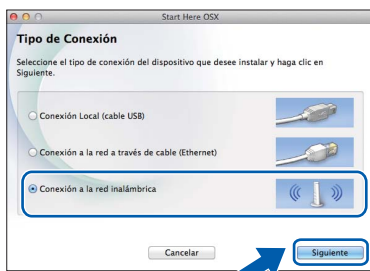 Start Here OSX
Tipo de Conexión
Seleccione el tipo de conexión del dispositivo que desee instalar y haga clic en
Siguiente.
Conexión Local (cable USB)
Conexión a la red a través de cable (Ethernet)
Conexión a la red inalámbrica
Cancelar
Siguiente